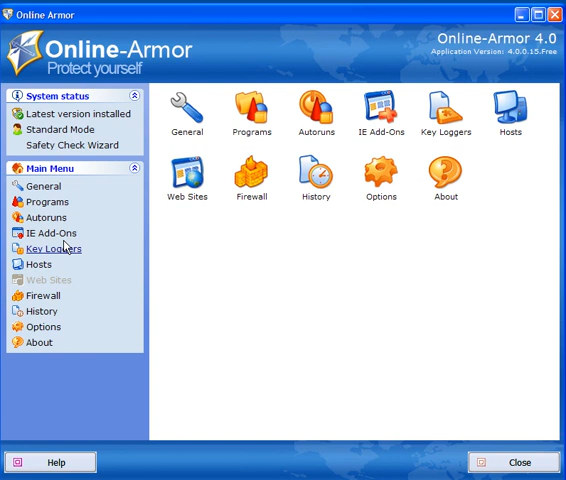 Online Armor
Online-Armor
Protect yourself
Online-Armor 4.0
Application Version: 4.0.0.15.Free
System status
Latest version installed
Standard Mode
Safety Check Wizard
Main Menu
General
Programs
Autoruns
IE Add-Ons
Key Loggers
Hosts
Web Sites
Firewall
History
Options
About
General
Programs
Autoruns
IE Add-Ons
Key Loggers
Hosts
Web Sites
Firewall
History
Options
About
Help
Close